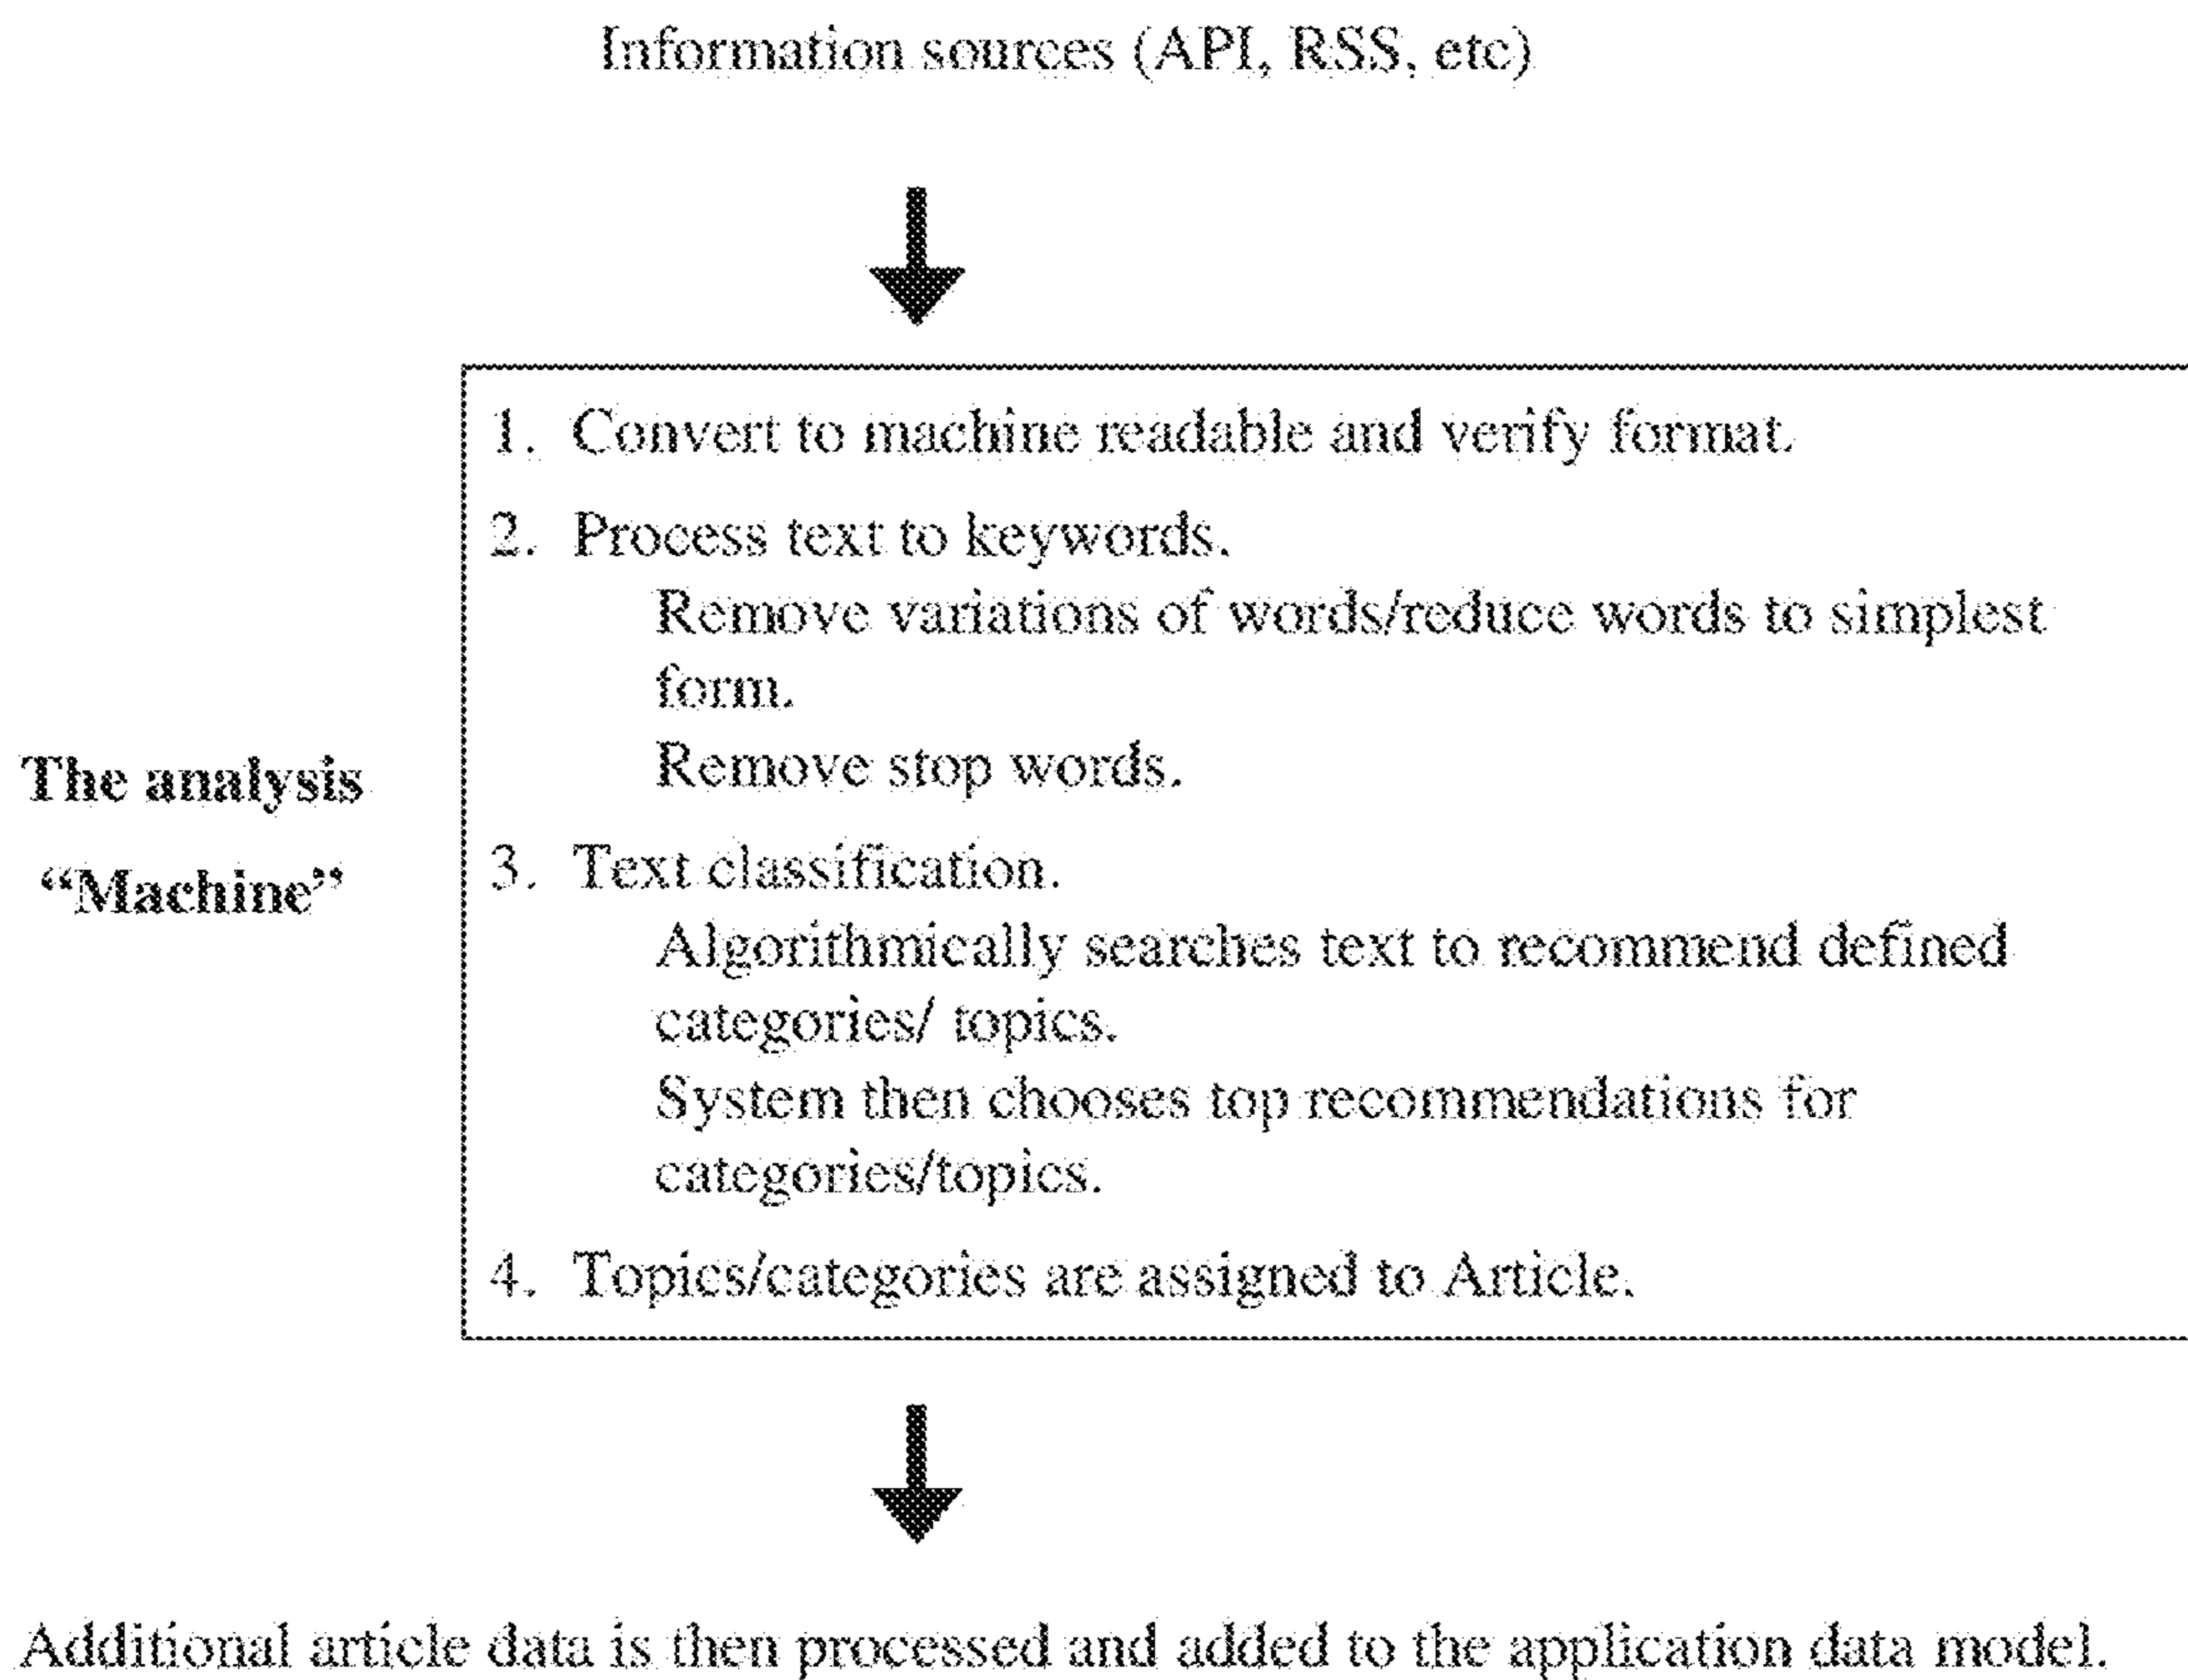 Information sources (API, RSS, etc)
1. Convert to machine readable and verify format.
2. Process text to keywords.
Remove variations of words/reduce words to simplest
form.
Remove stop words.
The analysis
“Machine”
3. Text classification.
Algorithmically searches text to recommend defined
categories/ topics.
System then chooses top recommendations for
categories/topics.
4. Topics/categories are assigned to Article.
Additional article data is then processed and added to the application data model.